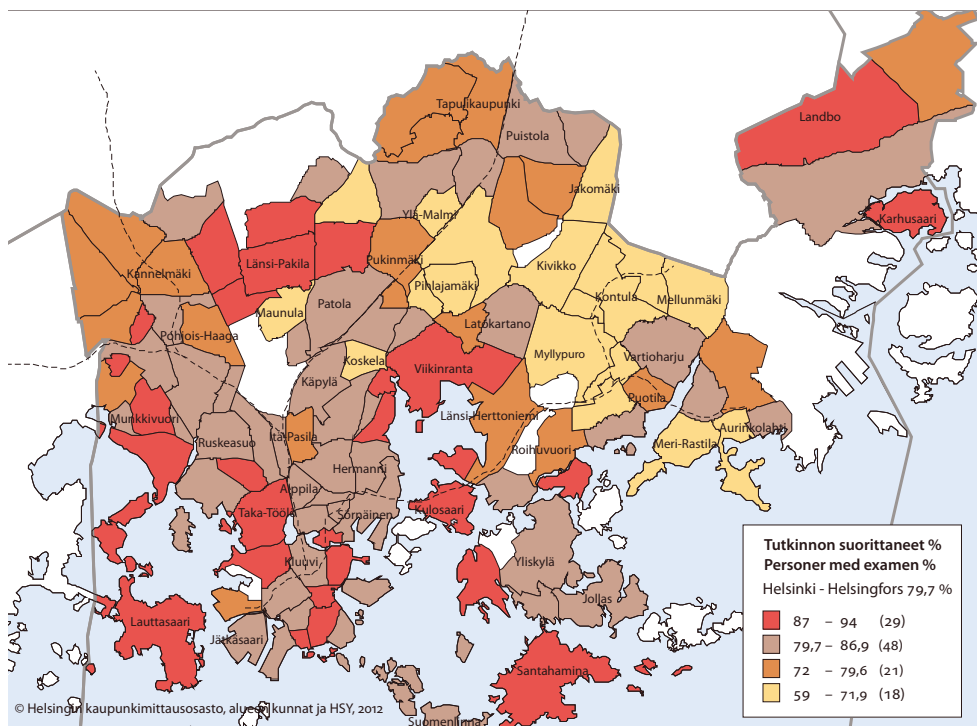 Tapulikaupunki
Puistola
Landbo
Jakomäki
Karhusaari
Ylä-Malmi
Länsi-Pakila
Pukinmäki
Kannelmäki
Kivikko
Pihlajamäki
Kontula
Mellunmäki
Maunula
Patola
Pohjois-Haaga
Latokartano
Koskela
Myllypuro
Vartioharju
Viikinranta
Käpylä
Puotila
Munkkivuori
Länsi-Herttoniemi
Aurinkolahti
Ruskeasuo
Itä-Pasila
Roihuvuori
Meri-Rastila
Hermanni
Alppila
Taka-Töölö
Sörnäinen
Kulosaari
Kluuvi
Yliskylä
Jollas
Lauttasaari
Jätkäsaari
Santahamina
Suomenlinna
Tutkinnon suorittaneet %
Personer med examen %
Helsinki - Helsingfors 79,7 %
87 – 94 (29)
79,7 – 86,9 (48)
72 – 79,6 (21)
59 – 71,9 (18)
© Helsingin kaupunkimittausosasto, alueen kunnat ja HSY, 2012